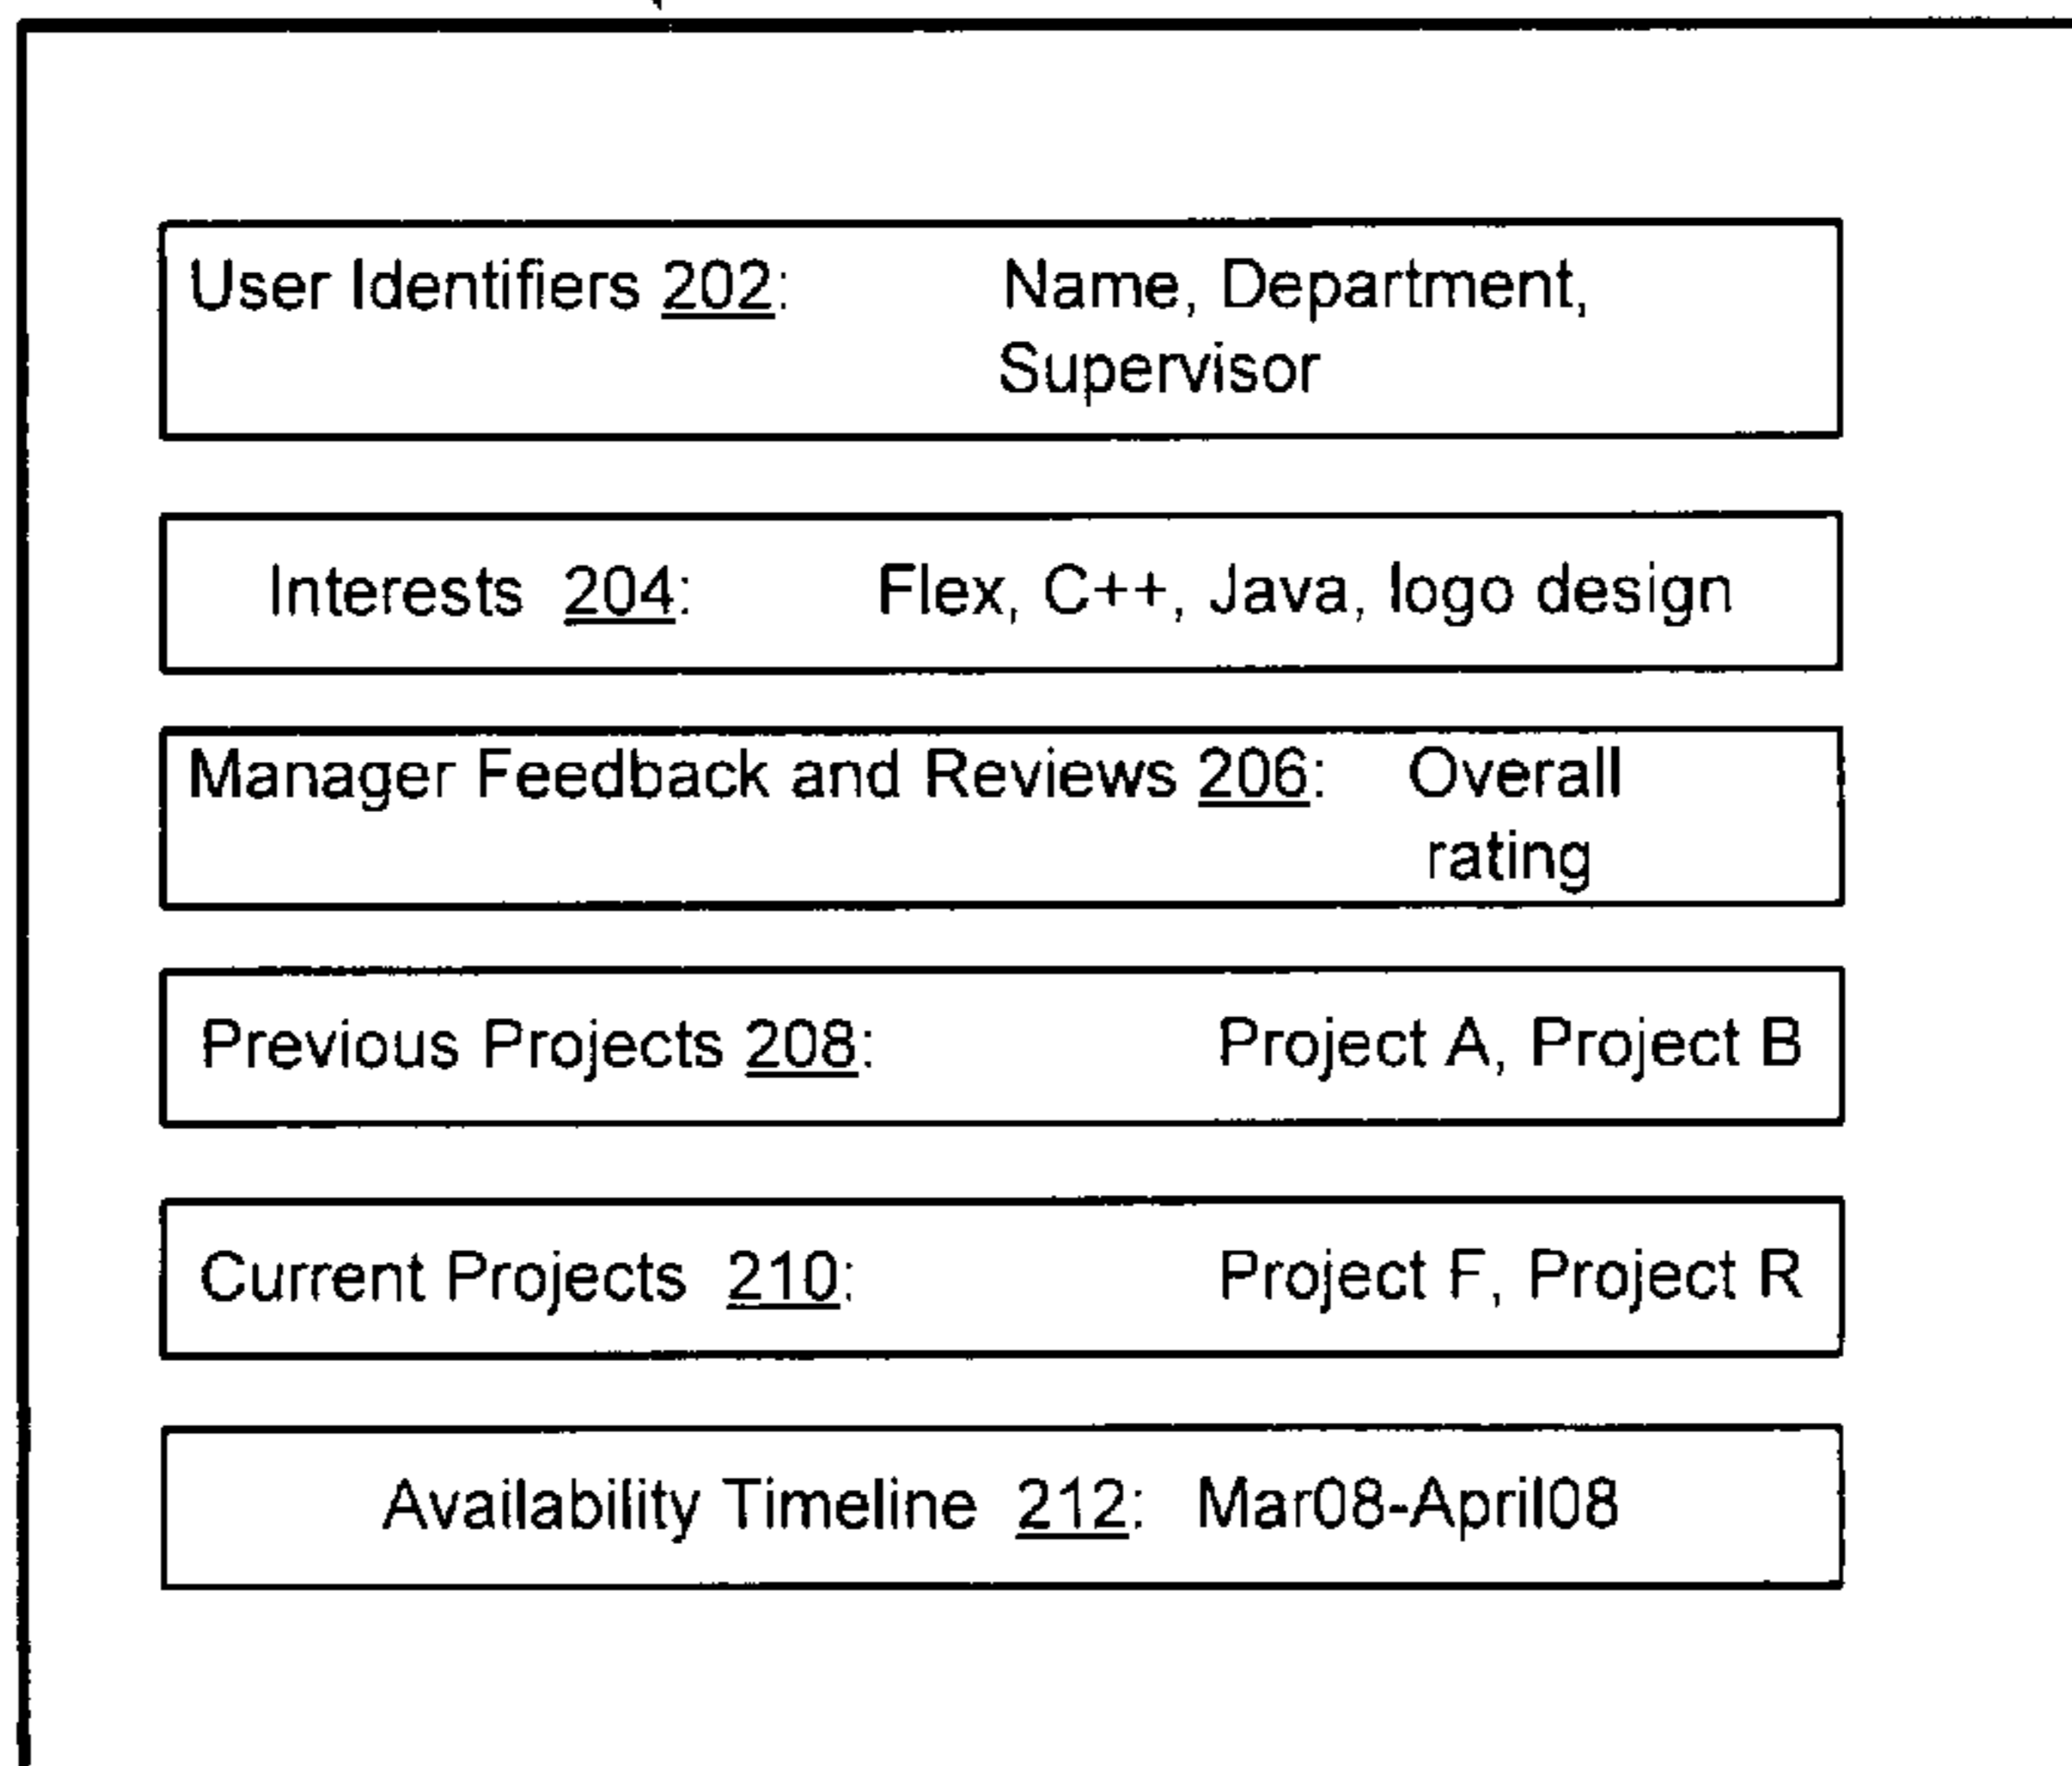 User Identifiers 202: Name, Department,
Supervisor
Interests 204: Flex, C++, Java, logo design
Manager Feedback and Reviews 206: Overall
rating
Previous Projects 208: Project A, Project B
Current Projects 210: Project F, Project R
Availability Timeline 212: Mar08-April08